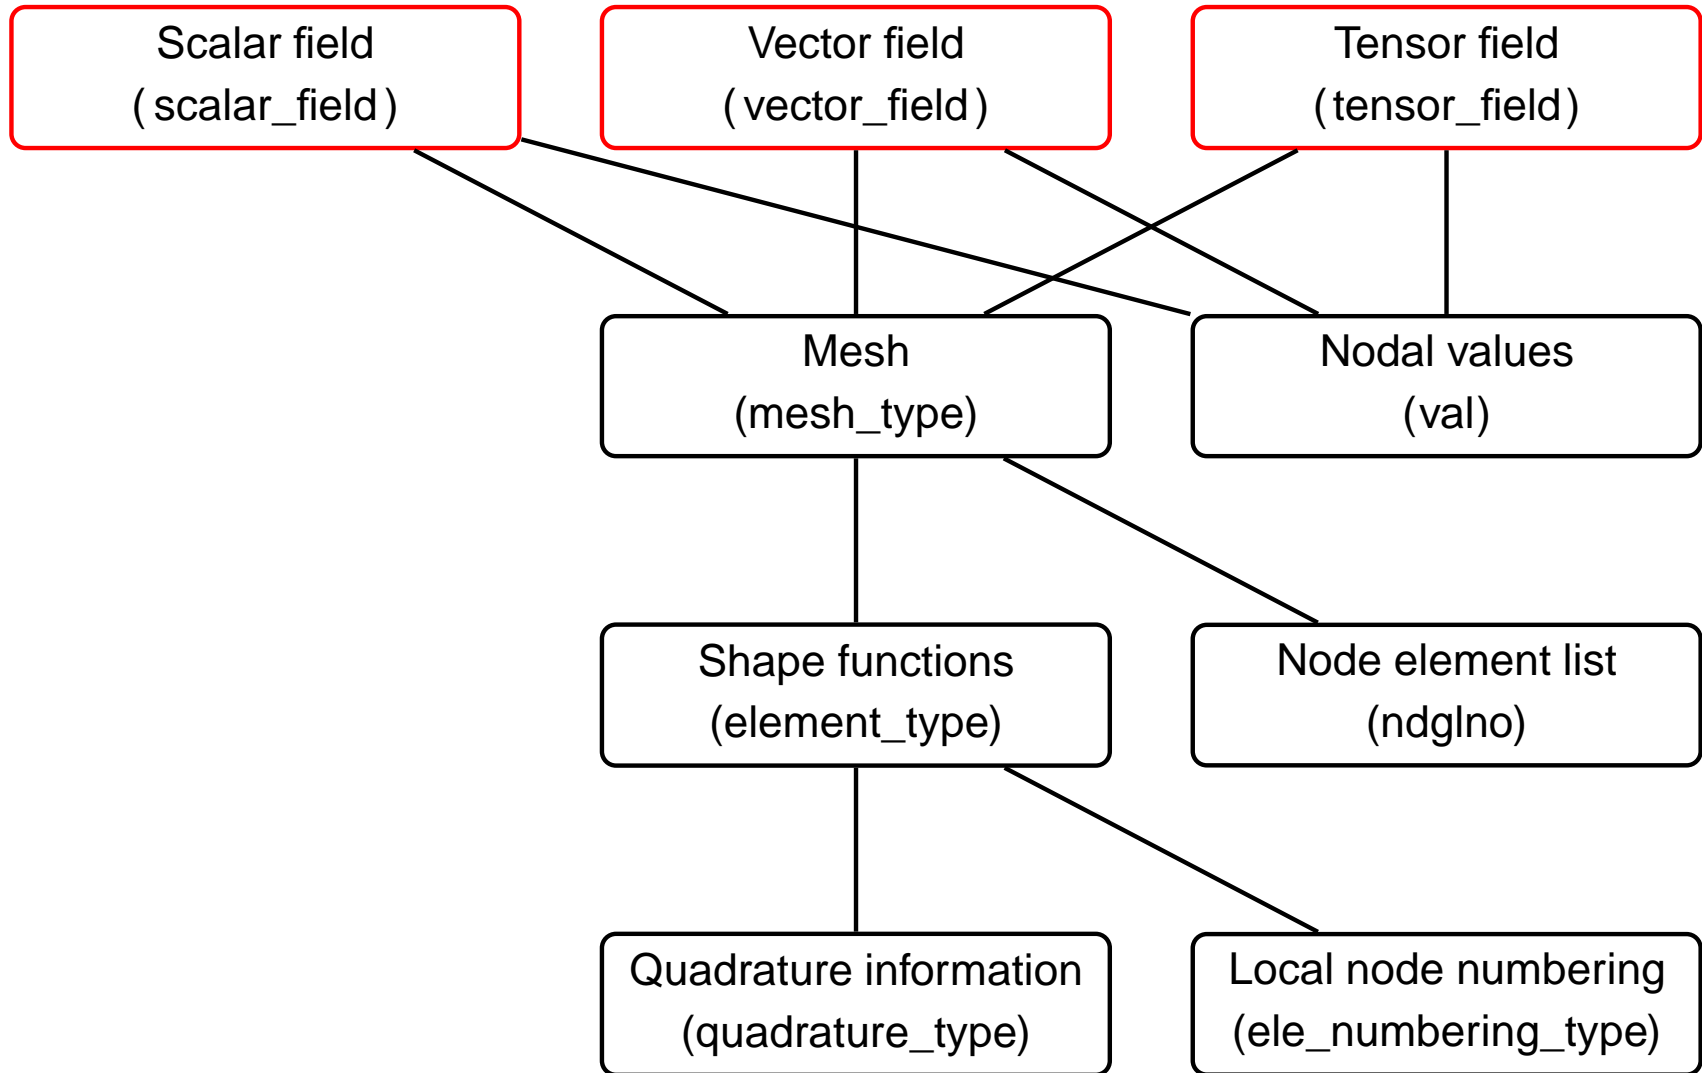 Scalar field
(scalar_field)
Vector field
(vector_field)
Tensor field
(tensor_field)
Mesh
(mesh_type)
Nodal values
(val)
Shape functions
(element_type)
Node element list
(ndglno)
Quadrature information
(quadrature_type)
Local node numbering
(ele_numbering_type)